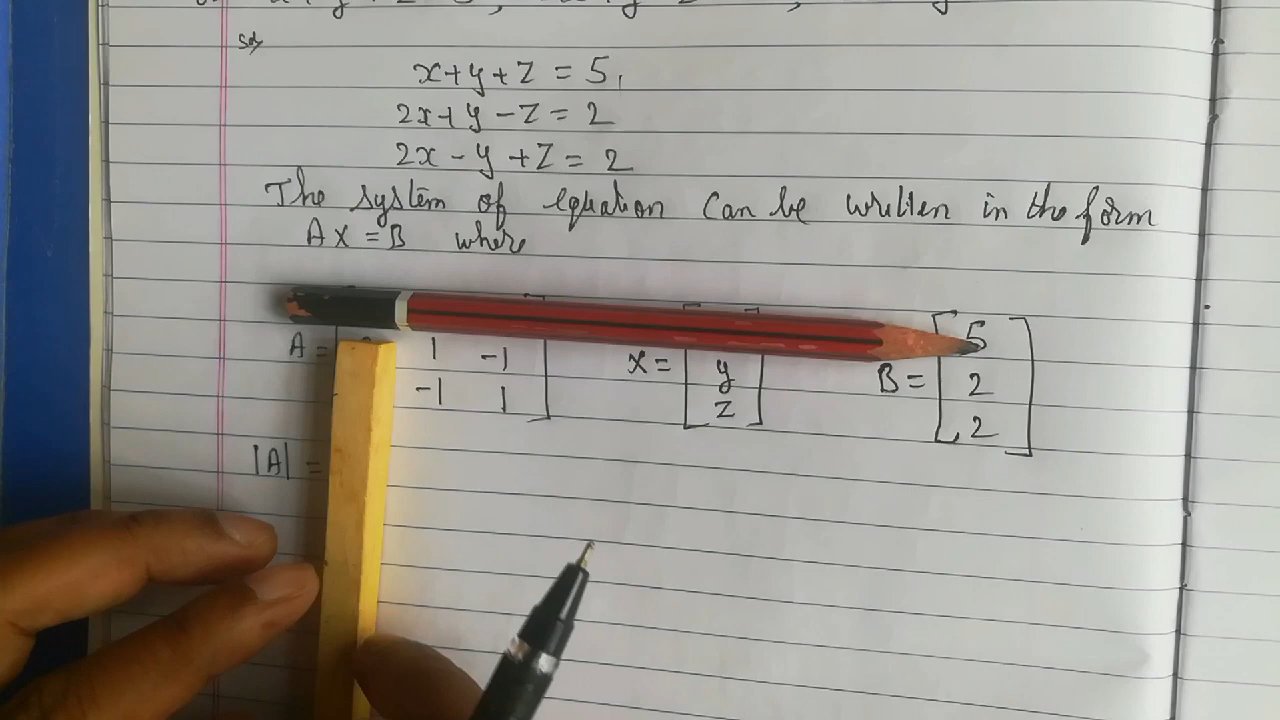 Sol
x+y+z = 5,
2x+y-z = 2
2x-y+z = 2
The system of equation can be written in the form
AX = B where
A = 1 -1 X = y B = 5
-1 1 z 2
2
|A| =